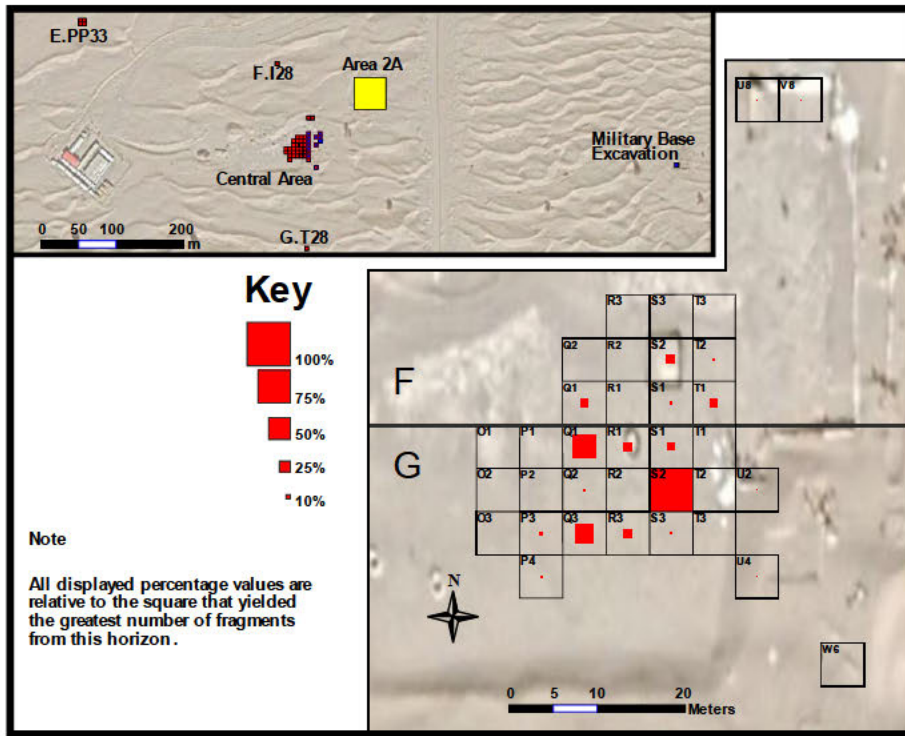 E.PP33
F.I28
Area 2A
Military Base
Excavation
Central Area
G.T28
0 50 100 200
m
Key
100%
75%
50%
25%
10%
Note
All displayed percentage values are
relative to the square that yielded
the greatest number of fragments
from this horizon.
U8 V8
R3 S3 T3
Q2 R2 S2 T2
F
Q1 R1 S1 T1
O1 P1 Q1 R1 S1 T1
G
O2 P2 Q2 R2 S2 T2 U2
O3 P3 Q3 R3 S3 T3
P4 U4
N
W6
0 5 10 20
Meters